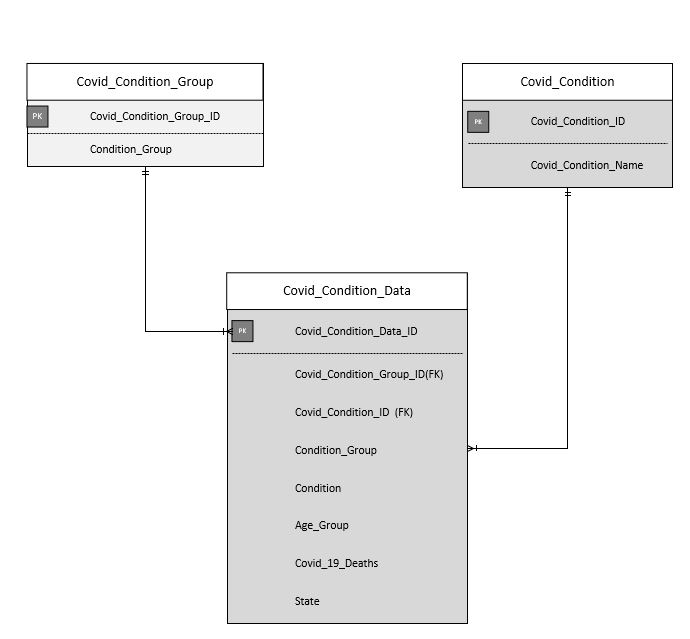 Covid_Condition_Group
PK Covid_Condition_Group_ID
Condition_Group
Covid_Condition
PK Covid_Condition_ID
Covid_Condition_Name
Covid_Condition_Data
PK Covid_Condition_Data_ID
Covid_Condition_Group_ID(FK)
Covid_Condition_ID (FK)
Condition_Group
Condition
Age_Group
Covid_19_Deaths
State